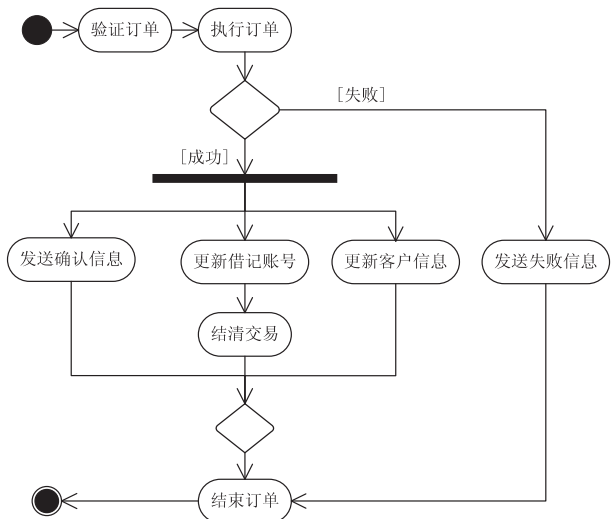 验证订单
执行订单
[失败]
[成功]
发送确认信息
更新借记账号
更新客户信息
发送失败信息
结清交易
结束订单